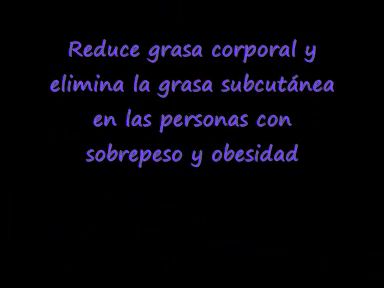 Reduce grasa corporal y
elimina la grasa subcutánea
en las personas con
sobrepeso y obesidad